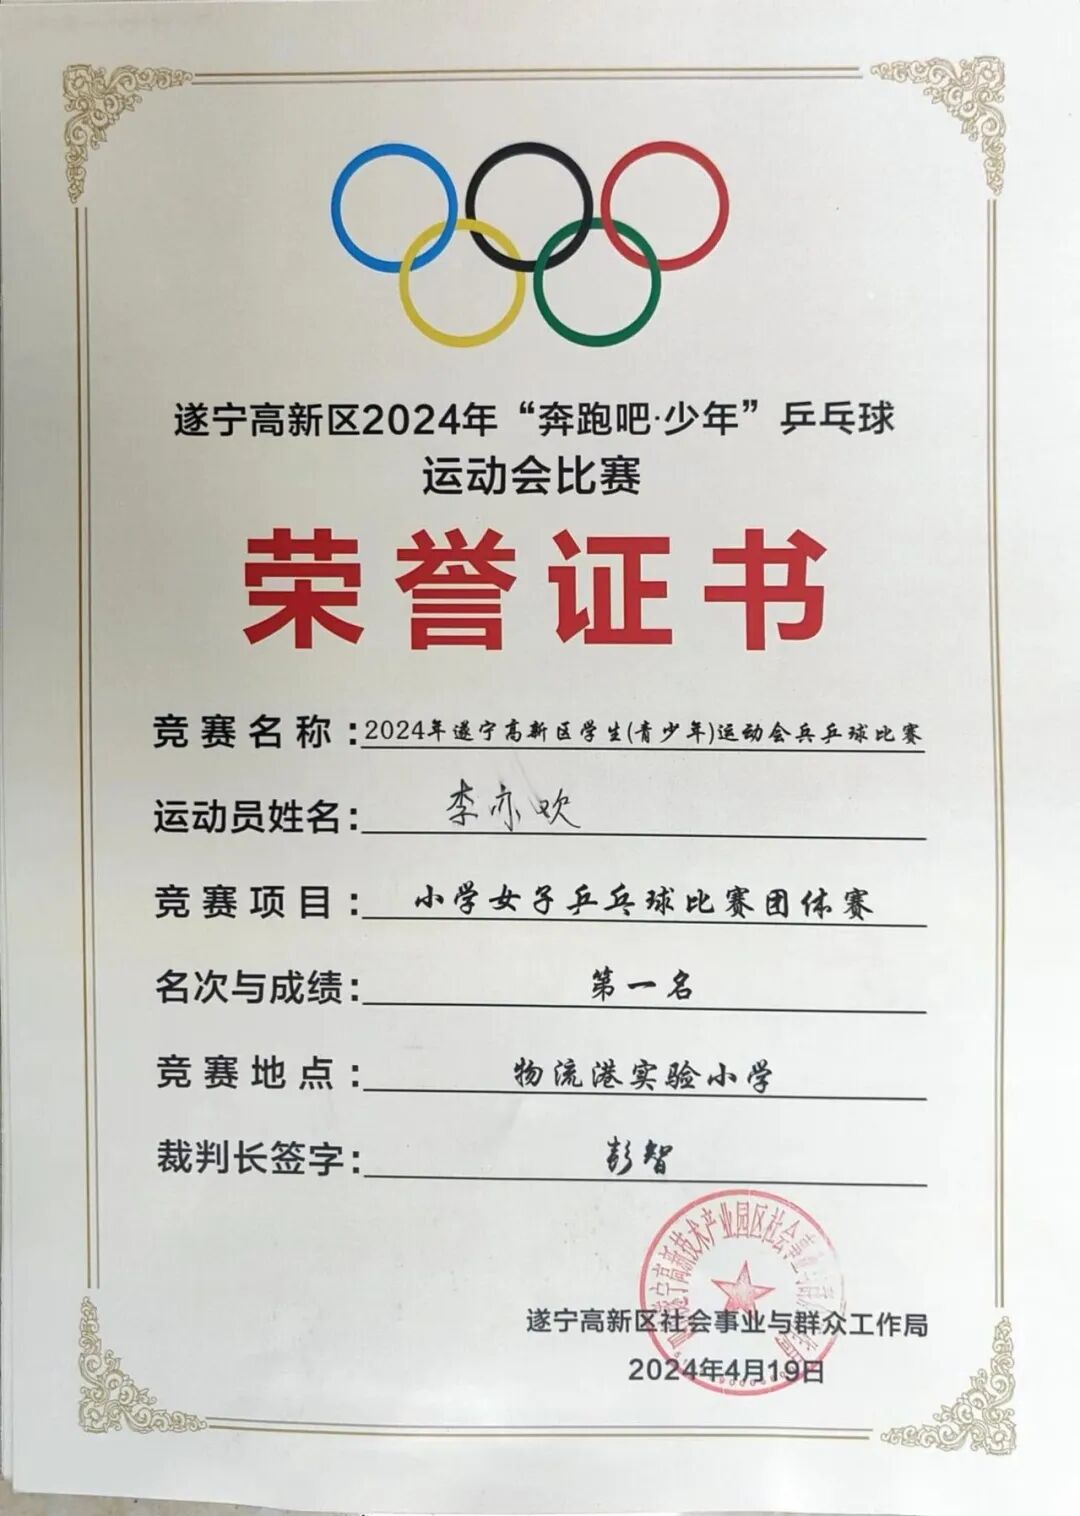 遂宁高新区2024年“奔跑吧·少年”乒乓球
运动会比赛
荣誉证书
竞赛名称:2024年遂宁高新区学生(青少年)运动会兵乒球比赛
运动员姓名:李亦欢
竞赛项目:小学女子乒乓球比赛团体赛
名次与成绩:第一名
竞赛地点:物流港实验小学
裁判长签字:彭智
遂宁高新区社会事业与群众工作局
2024年4月19日